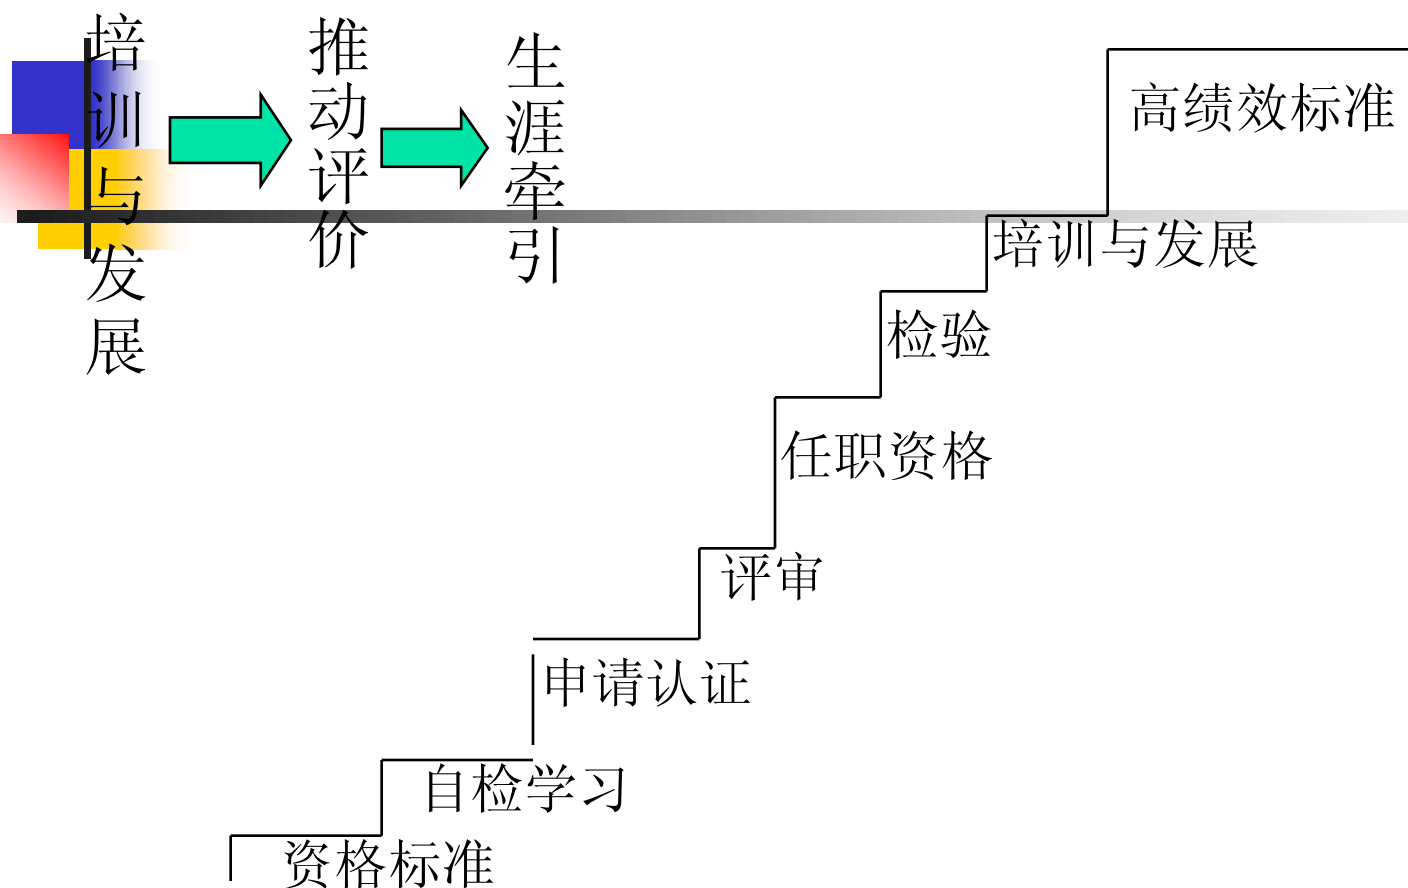 培训与发展
推动评价
生涯牵引
高绩效标准
培训与发展
检验
任职资格
评审
申请认证
自检学习
资格标准